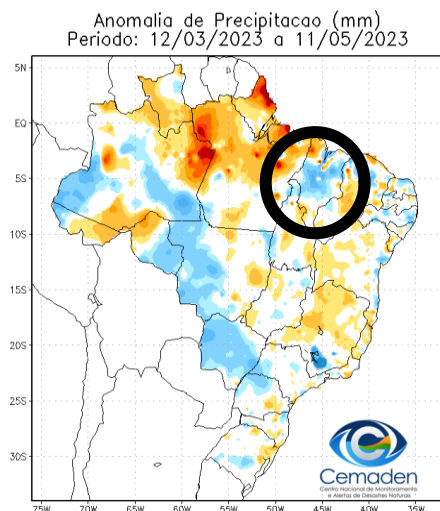 Anomalia de Precipitacao (mm)
Periodo: 12/03/2023 a 11/05/2023
5N
EQ
5S
10S
15S
20S
25S
30S
75W
70W
65W
60W
55W
50W
45W
40W
35W
Cemaden
Centro Nacional de Monitoramento
e Alertas de Desastres Naturais